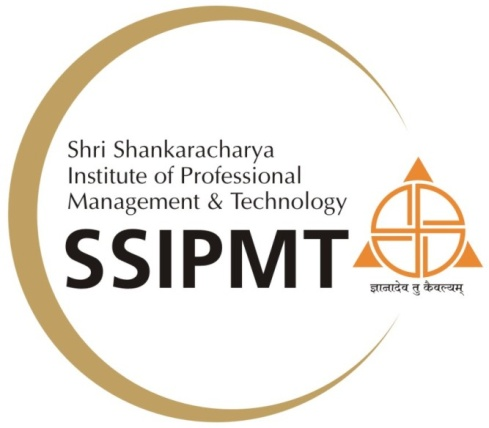 Shri Shankaracharya
Institute of Professional
Management & Technology
SSIPMT
ज्ञानादेव तु कैवल्यम्